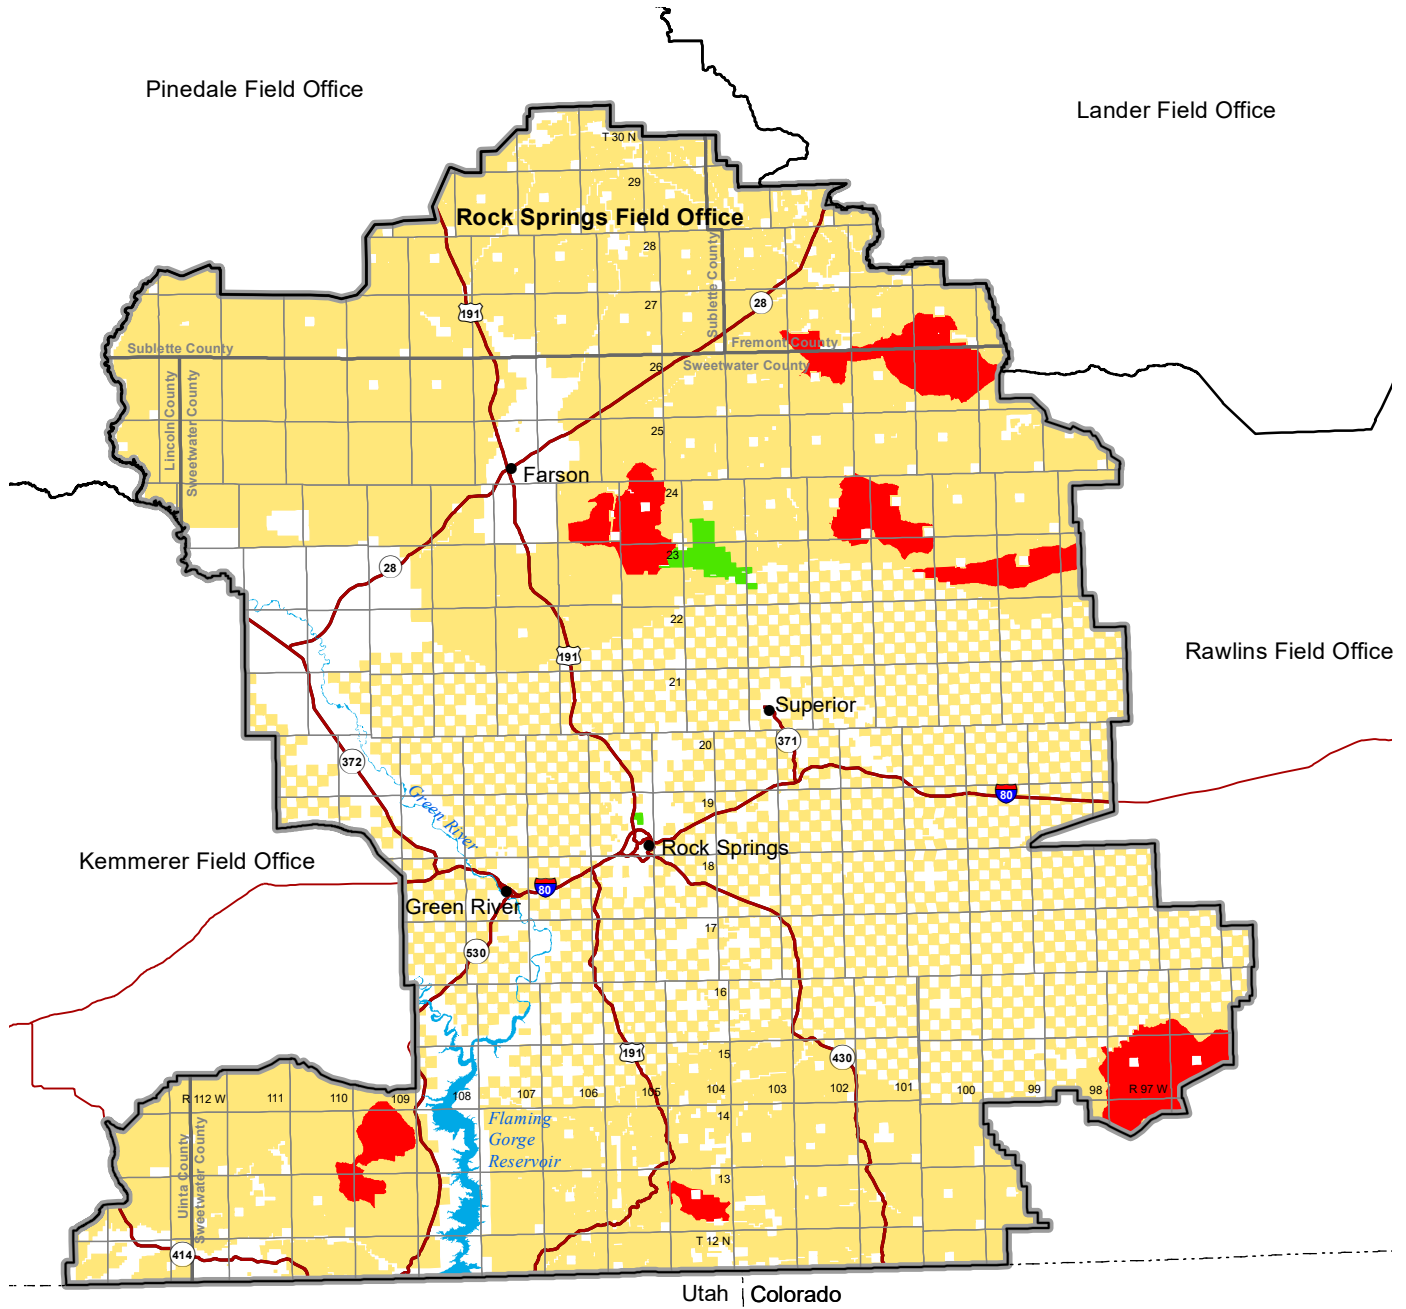 Pinedale Field Office
Lander Field Office
T 30 N
29
Rock Springs Field Office
28
Sublette County
27
28
191
Sublette County
Fremont County
26
Sweetwater County
Lincoln County
Sweetwater County
25
Farson
24
23
28
22
191
Rawlins Field Office
21
Superior
20
371
372
19
80
Green River
Rock Springs
18
Kemmerer Field Office
80
Green River
17
530
16
191
15
430
R 112 W
111
110
109
108
107
106
105
104
103
102
101
100
99
98
R 97 W
14
Flaming
Gorge
Reservoir
Uinta County
Sweetwater County
13
T 12 N
414
Utah
Colorado